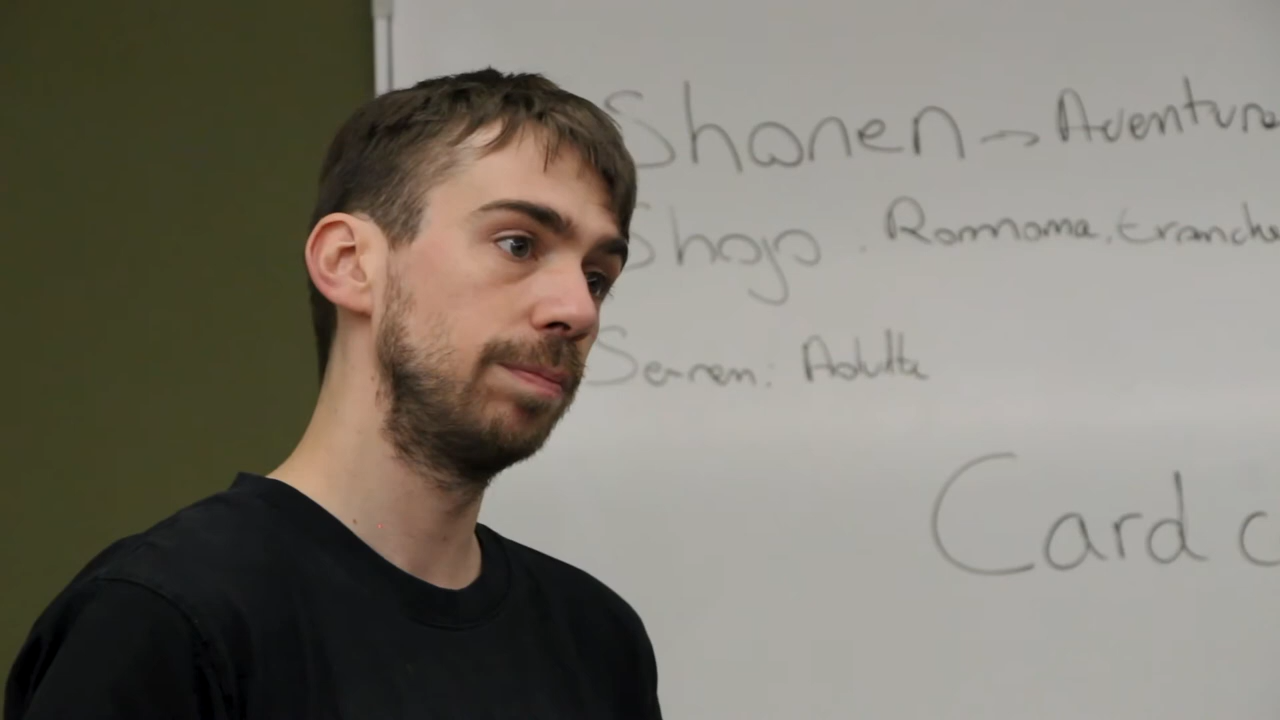 Shonen → Aventure
Shojo . Romance, tranche
Seinen: Adulte
Card c